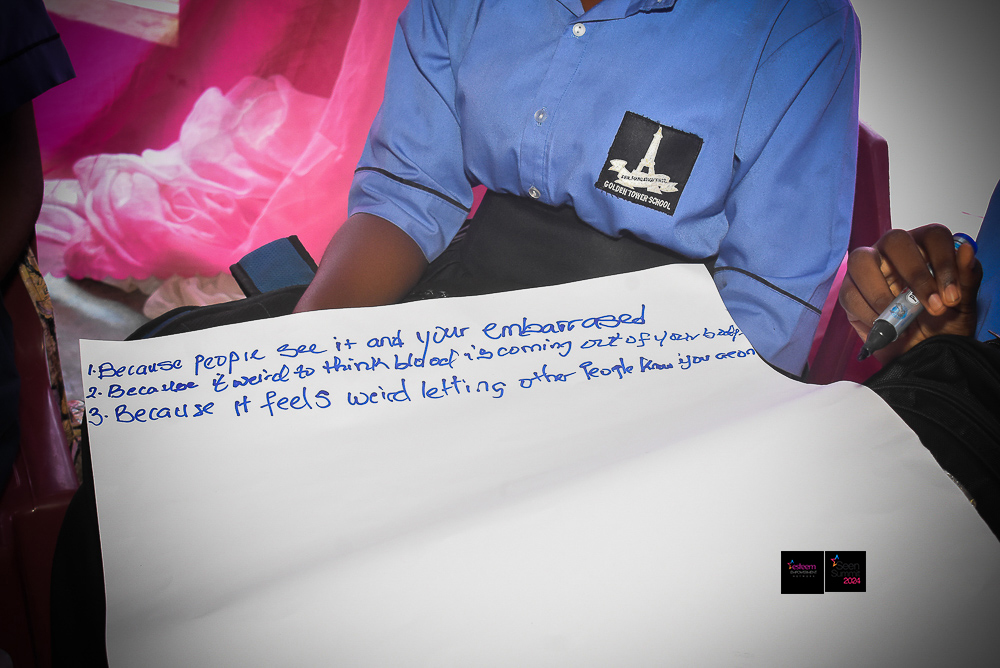 GOLDEN TOWER SCHOOL
1. Because people see it and your embarrased
2. Because it weird to think blood is coming out of your body
3. Because it feels weird letting other People know you are on
esteem
Seen
Summit
2024